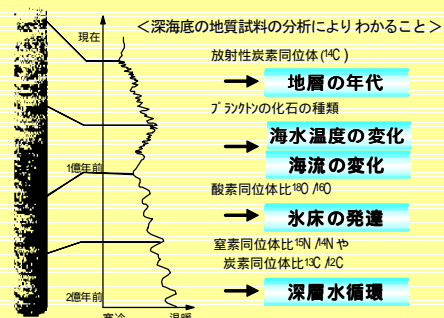 ＜深海底の地質試料の分析によりわかること＞
現在
放射性炭素同位体(14C)
地層の年代
プランクトンの化石の種類
海水温度の変化
海流の変化
1億年前
酸素同位体比18O/16O
氷床の発達
窒素同位体比15N/14Nや
炭素同位体比13C/12C
深層水循環
2億年前
寒冷 温暖